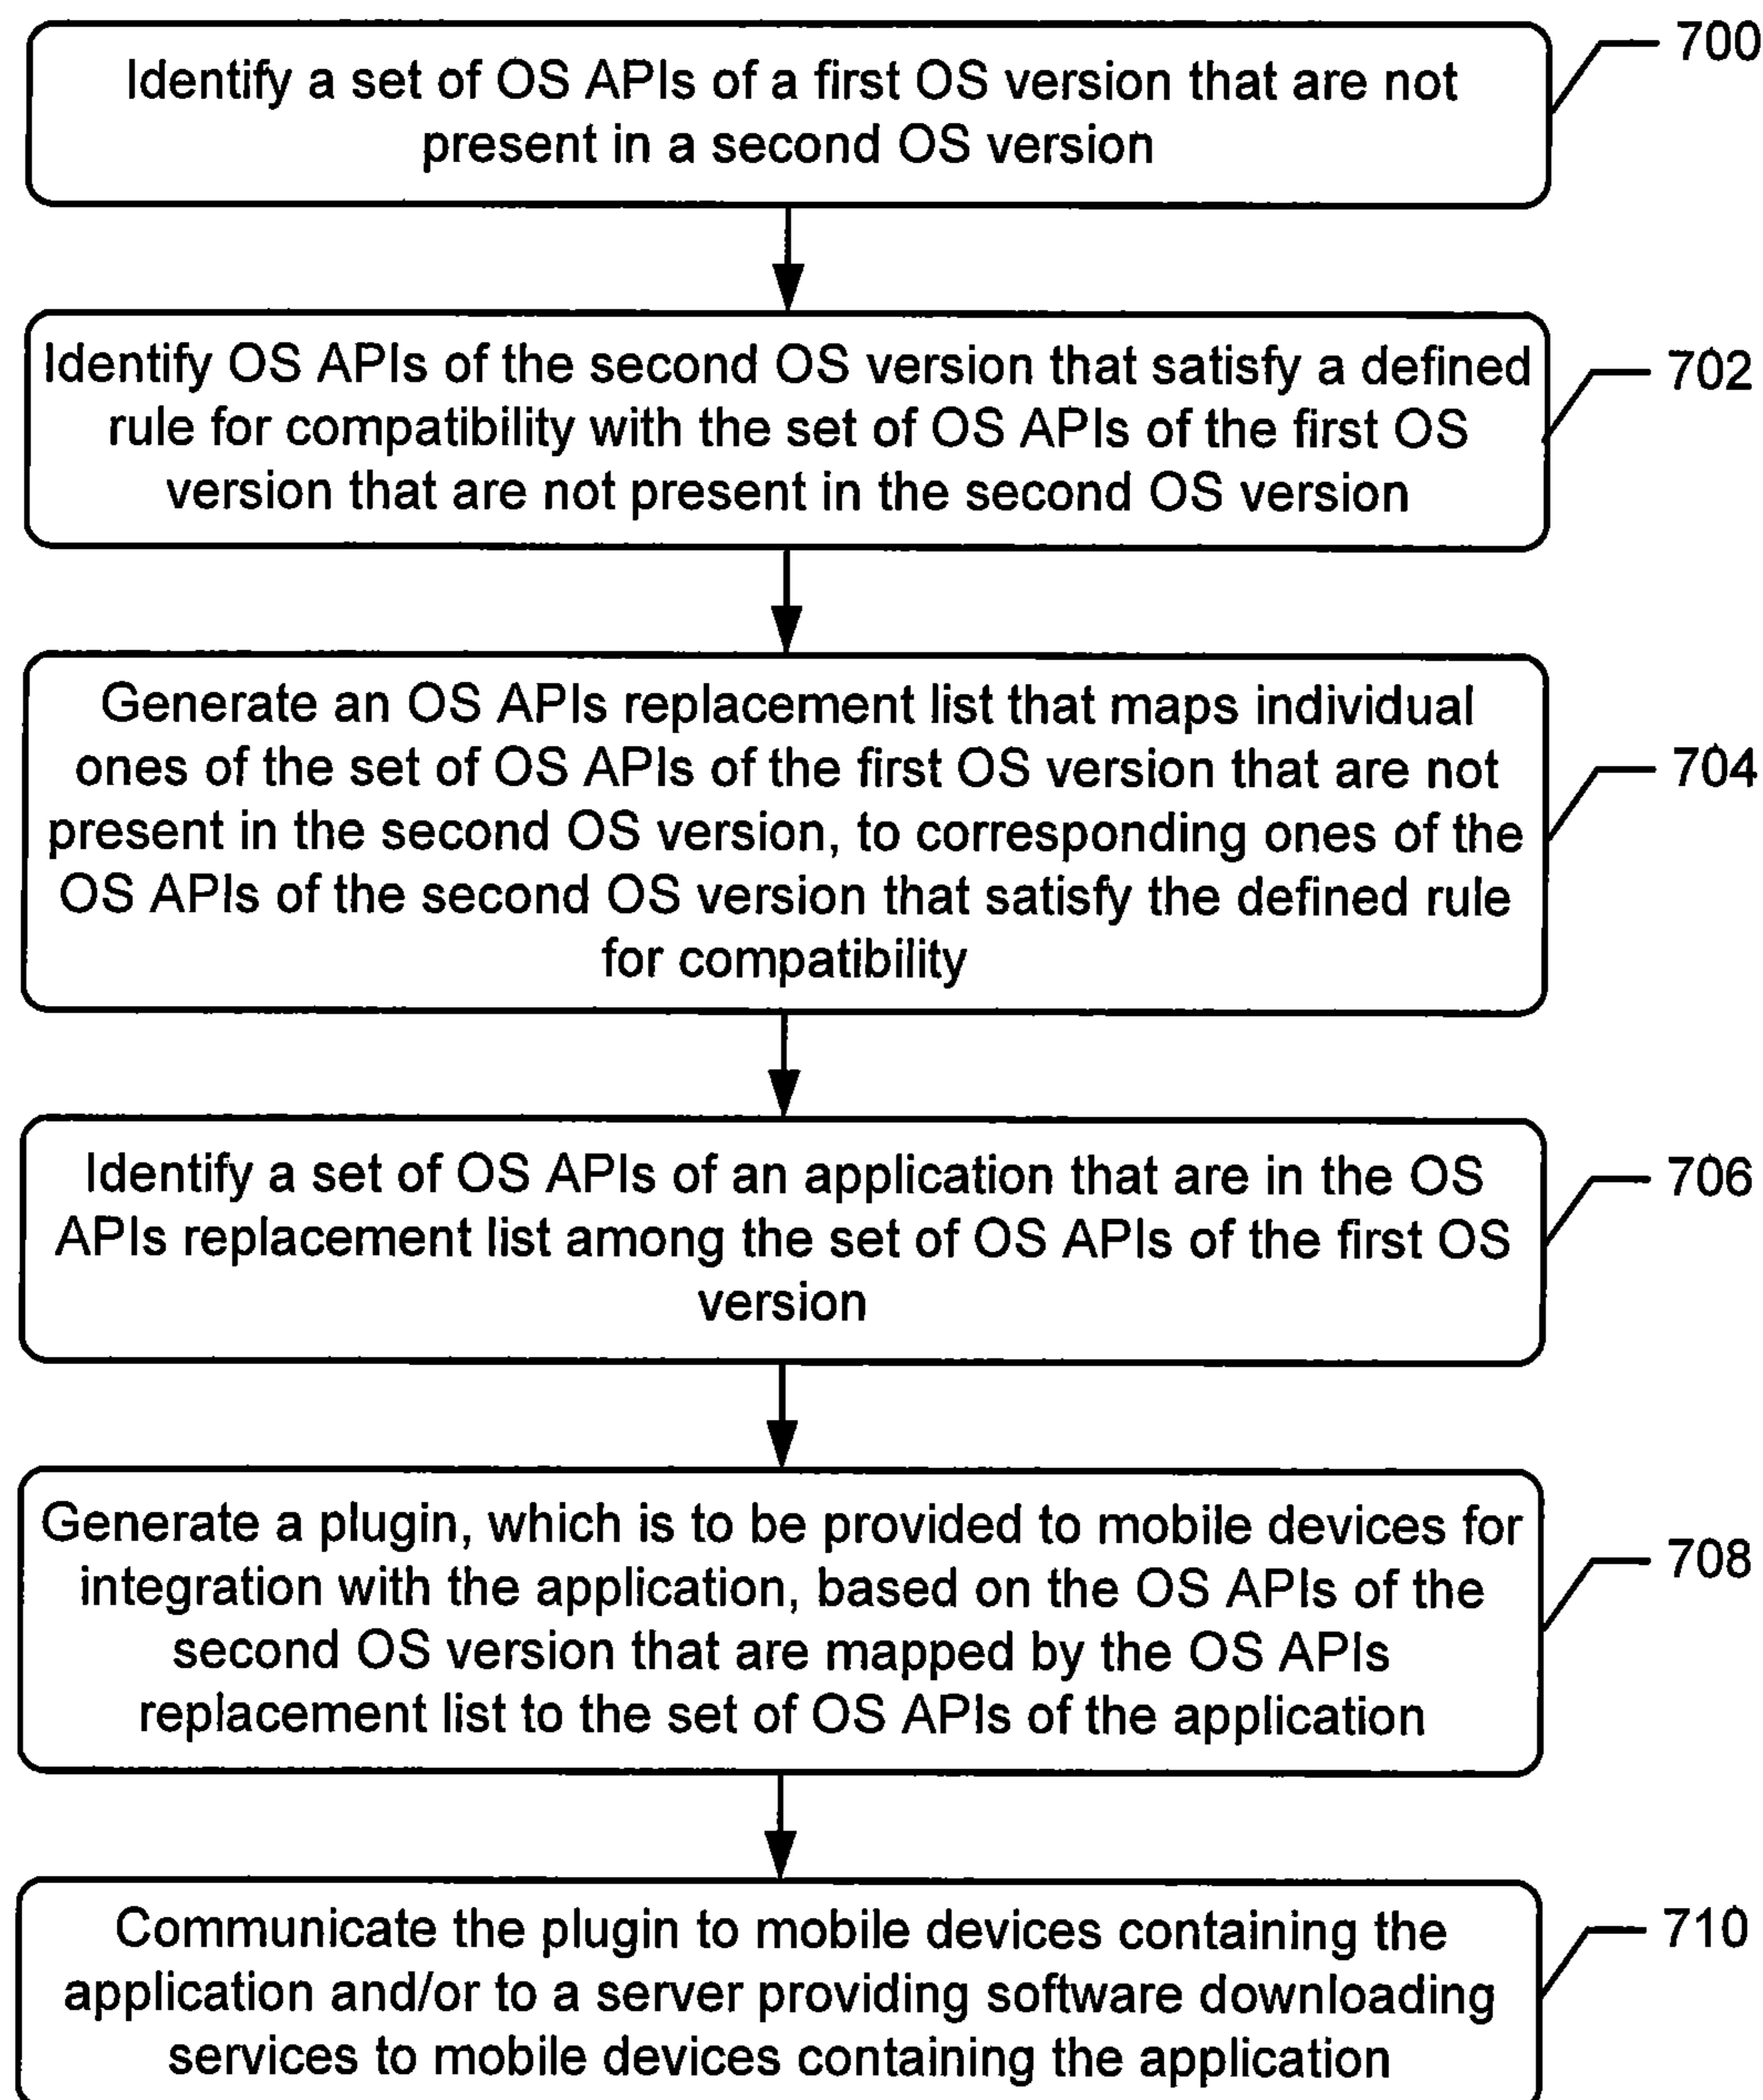 Identify a set of OS APIs of a first OS version that are not
present in a second OS version
700
Identify OS APIs of the second OS version that satisfy a defined
rule for compatibility with the set of OS APIs of the first OS
version that are not present in the second OS version
702
Generate an OS APIs replacement list that maps individual
ones of the set of OS APIs of the first OS version that are not
present in the second OS version, to corresponding ones of the
OS APIs of the second OS version that satisfy the defined rule
for compatibility
704
Identify a set of OS APIs of an application that are in the OS
APIs replacement list among the set of OS APIs of the first OS
version
706
Generate a plugin, which is to be provided to mobile devices for
integration with the application, based on the OS APIs of the
second OS version that are mapped by the OS APIs
replacement list to the set of OS APIs of the application
708
Communicate the plugin to mobile devices containing the
application and/or to a server providing software downloading
services to mobile devices containing the application
710